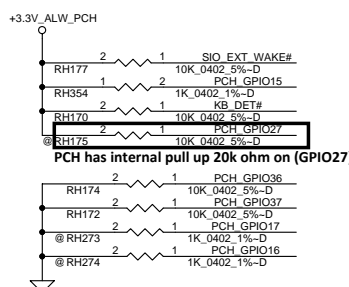 +3.3V_ALW_PCH
2 1 SIO_EXT_WAKE#
RH177 10K_0402_5%~D
1 2 PCH_GPIO15
RH354 1K_0402_1%~D
2 1 KB_DET#
RH170 10K_0402_5%~D
2 1 PCH_GPIO27
@ RH175 10K_0402_5%~D
PCH has internal pull up 20k ohm on (GPIO27)
2 1 PCH_GPIO36
RH174 10K_0402_5%~D
2 1 PCH_GPIO37
RH172 10K_0402_5%~D
2 1 PCH_GPIO17
@ RH273 1K_0402_1%~D
2 1 PCH_GPIO16
@ RH274 1K_0402_1%~D